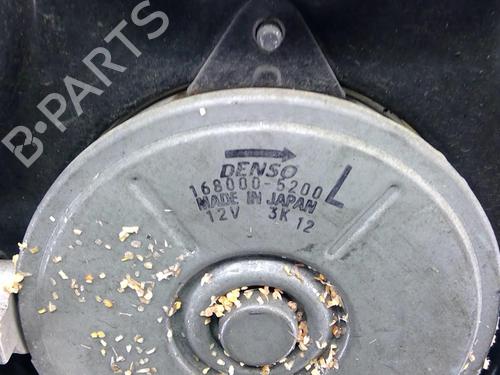 B-PARTS
DENSO
168000-5200 L
MADE IN JAPAN
12V 3K 12